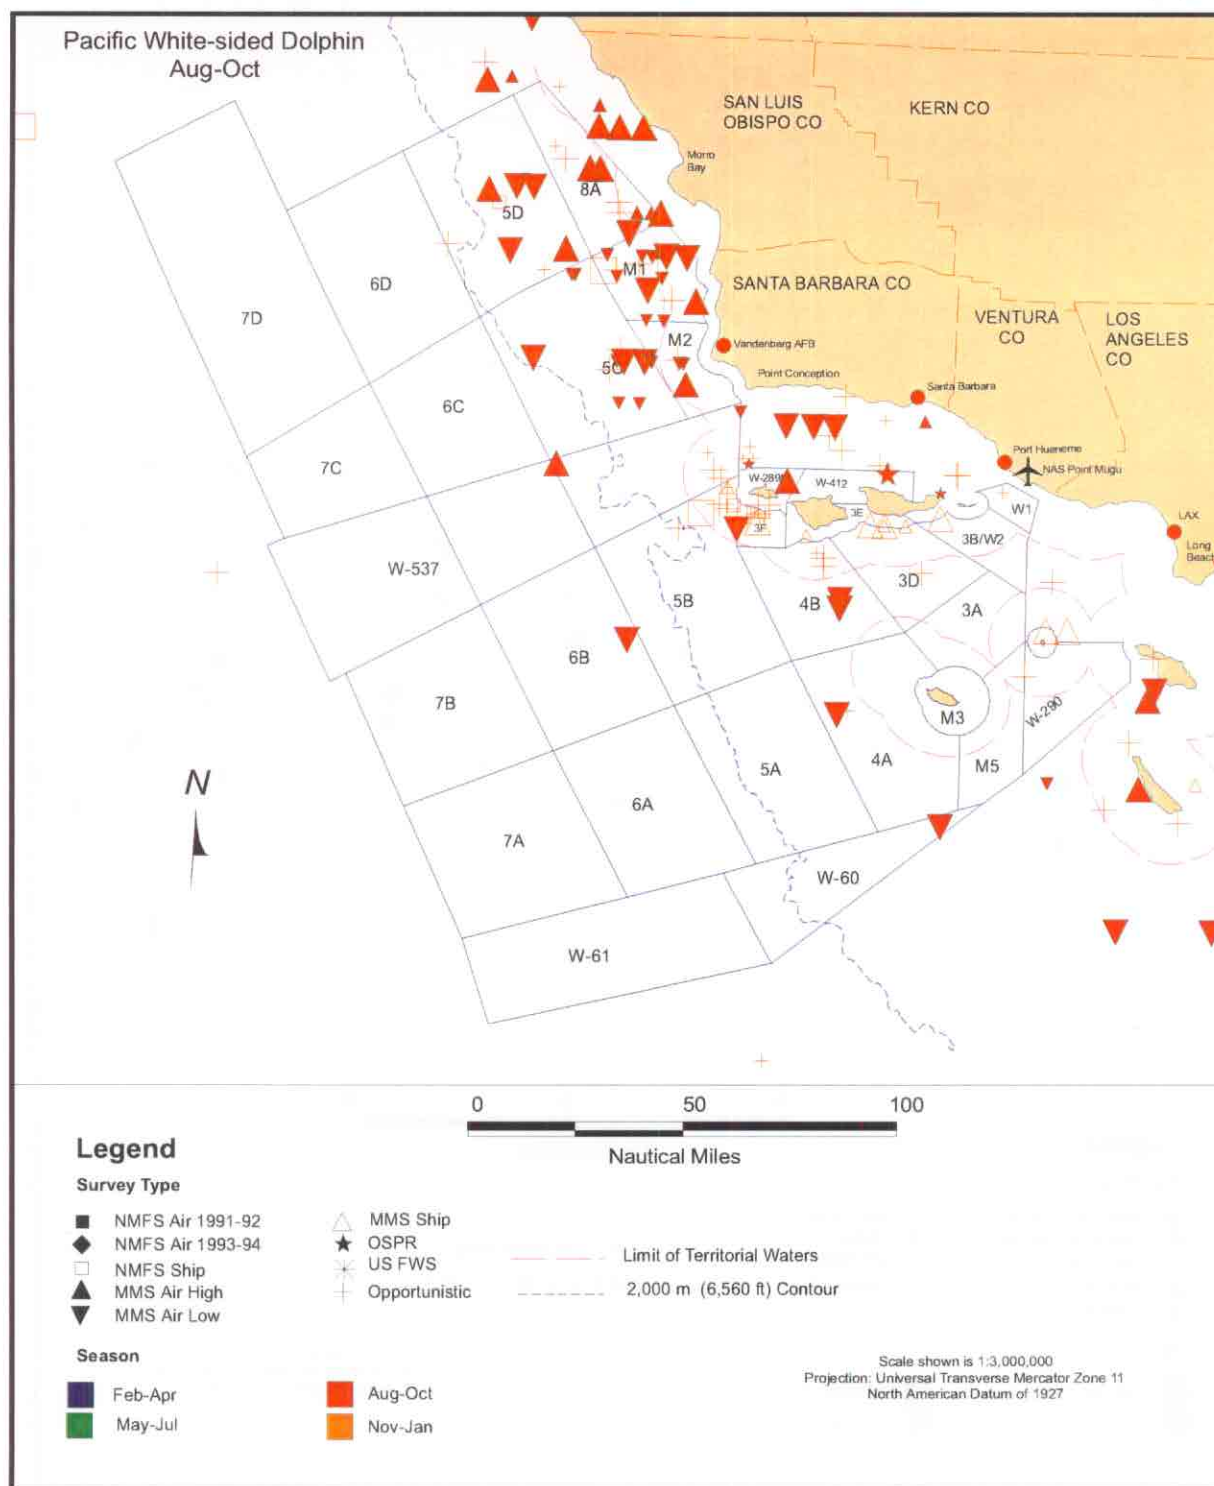 Pacific White-sided Dolphin
Aug-Oct
SAN LUIS
OBISPO CO
KERN CO
Morro
Bay
8A
5D
6D
7D
M1
SANTA BARBARA CO
VENTURA
CO
LOS
ANGELES
CO
M2
Vandenberg AFB
5C
Point Conception
Santa Barbara
6C
7C
Port Hueneme
NAS Point Mugu
W-289
W-412
W1
LAX
3F
3E
3B/W2
Long
Beach
W-537
3D
5B
4B
3A
6B
7B
M3
W-290
4A
M5
5A
6A
7A
N
W-60
W-61
0
50
100
Nautical Miles
Legend
Survey Type
NMFS Air 1991-92
NMFS Air 1993-94
NMFS Ship
MMS Air High
MMS Air Low
MMS Ship
OSPR
US FWS
Opportunistic
Limit of Territorial Waters
2,000 m (6,560 ft) Contour
Season
Feb-Apr
May-Jul
Aug-Oct
Nov-Jan
Scale shown is 1:3,000,000
Projection: Universal Transverse Mercator Zone 11
North American Datum of 1927